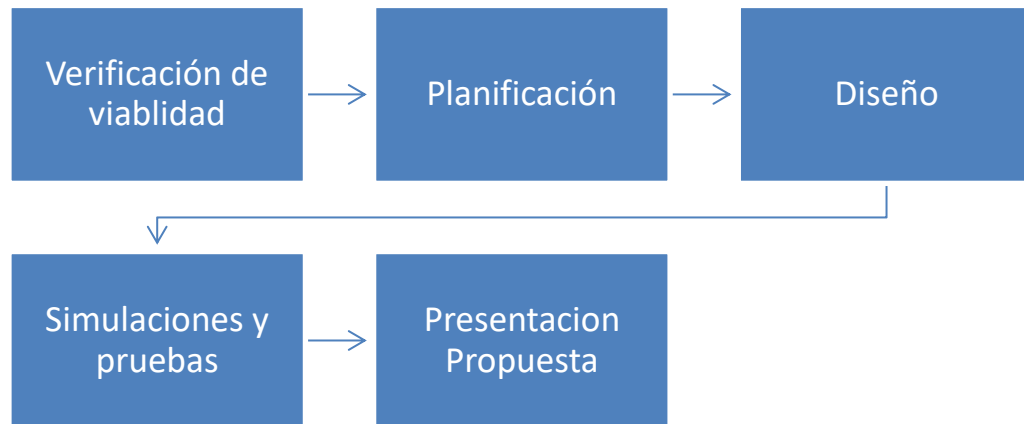 Verificación de
viablidad
Planificación
Diseño
Simulaciones y
pruebas
Presentacion
Propuesta